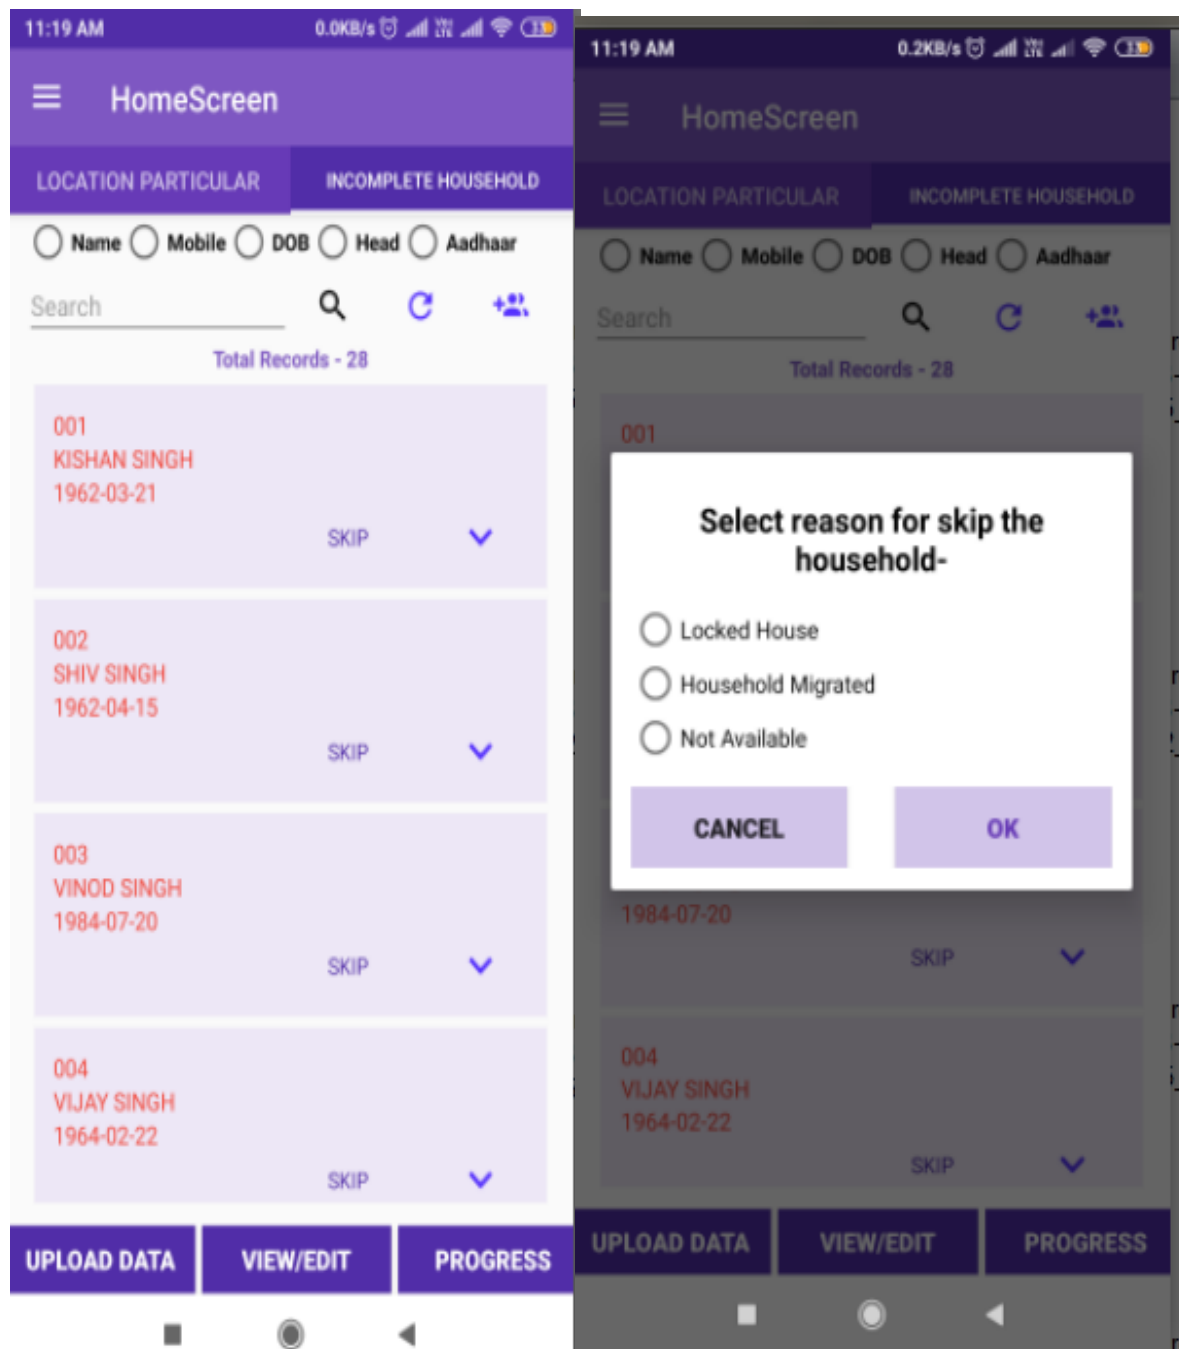 11:19 AM 0.0KB/s
HomeScreen
LOCATION PARTICULAR INCOMPLETE HOUSEHOLD
Name Mobile DOB Head Aadhaar
Search
Total Records - 28
001
KISHAN SINGH
1962-03-21
SKIP
002
SHIV SINGH
1962-04-15
SKIP
003
VINOD SINGH
1984-07-20
SKIP
004
VIJAY SINGH
1964-02-22
SKIP
UPLOAD DATA VIEW/EDIT PROGRESS
11:19 AM 0.2KB/s
HomeScreen
LOCATION PARTICULAR INCOMPLETE HOUSEHOLD
Name Mobile DOB Head Aadhaar
Search
Total Records - 28
001
Select reason for skip the
household-
Locked House
Household Migrated
Not Available
CANCEL OK
1984-07-20
SKIP
004
VIJAY SINGH
1964-02-22
SKIP
UPLOAD DATA VIEW/EDIT PROGRESS